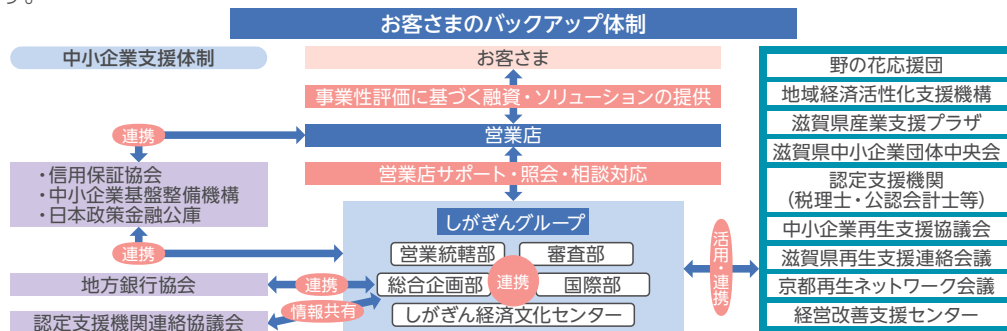 す。
お客さまのバックアップ体制
中小企業支援体制
お客さま
事業性評価に基づく融資・ソリューションの提供
営業店
営業店サポート・照会・相談対応
連携
・信用保証協会
・中小企業基盤整備機構
・日本政策金融公庫
連携
地方銀行協会
連携
認定支援機関連絡協議会
情報共有
しがぎんグループ
営業統轄部
審査部
総合企画部
連携
国際部
しがぎん経済文化センター
活用・連携
野の花応援団
地域経済活性化支援機構
滋賀県産業支援プラザ
滋賀県中小企業団体中央会
認定支援機関
(税理士・公認会計士等)
中小企業再生支援協議会
滋賀県再生支援連絡会議
京都再生ネットワーク会議
経営改善支援センター